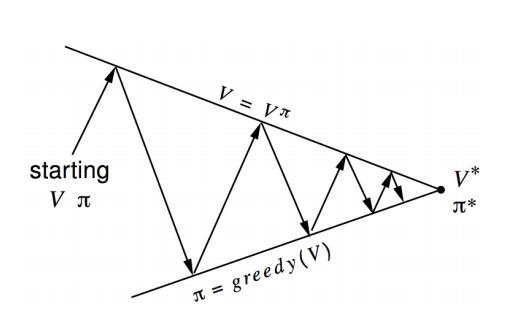 V = Vπ
starting
V π
V*
π*
π = greedy(V)